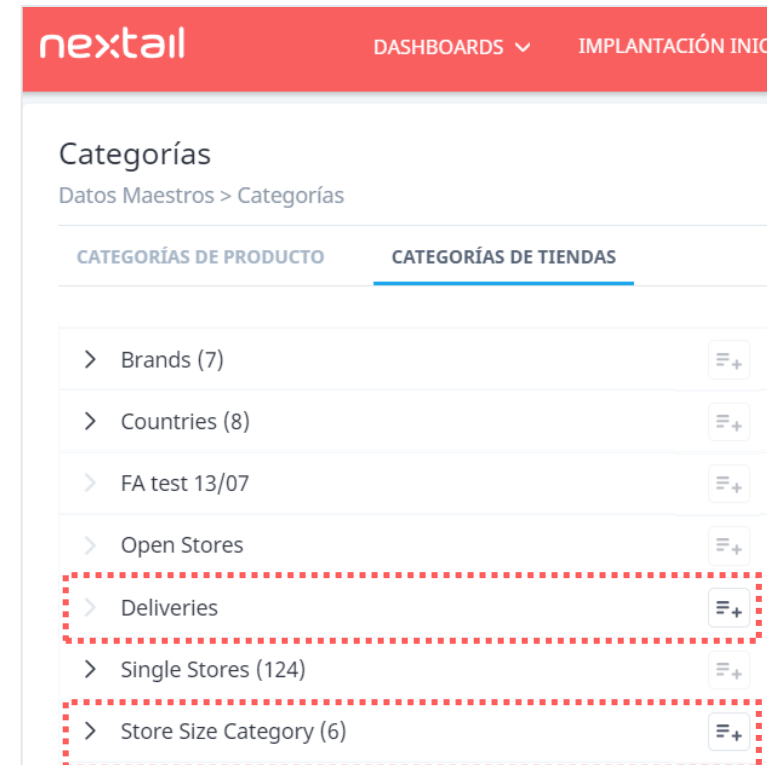 nextail
DASHBOARDS
Categorías
Datos Maestros > Categorías
CATEGORÍAS DE PRODUCTO CATEGORÍAS DE TIENDAS
Brands (7)
Countries (8)
FA test 13/07
Open Stores
Deliveries
Single Stores (124)
Store Size Category (6)